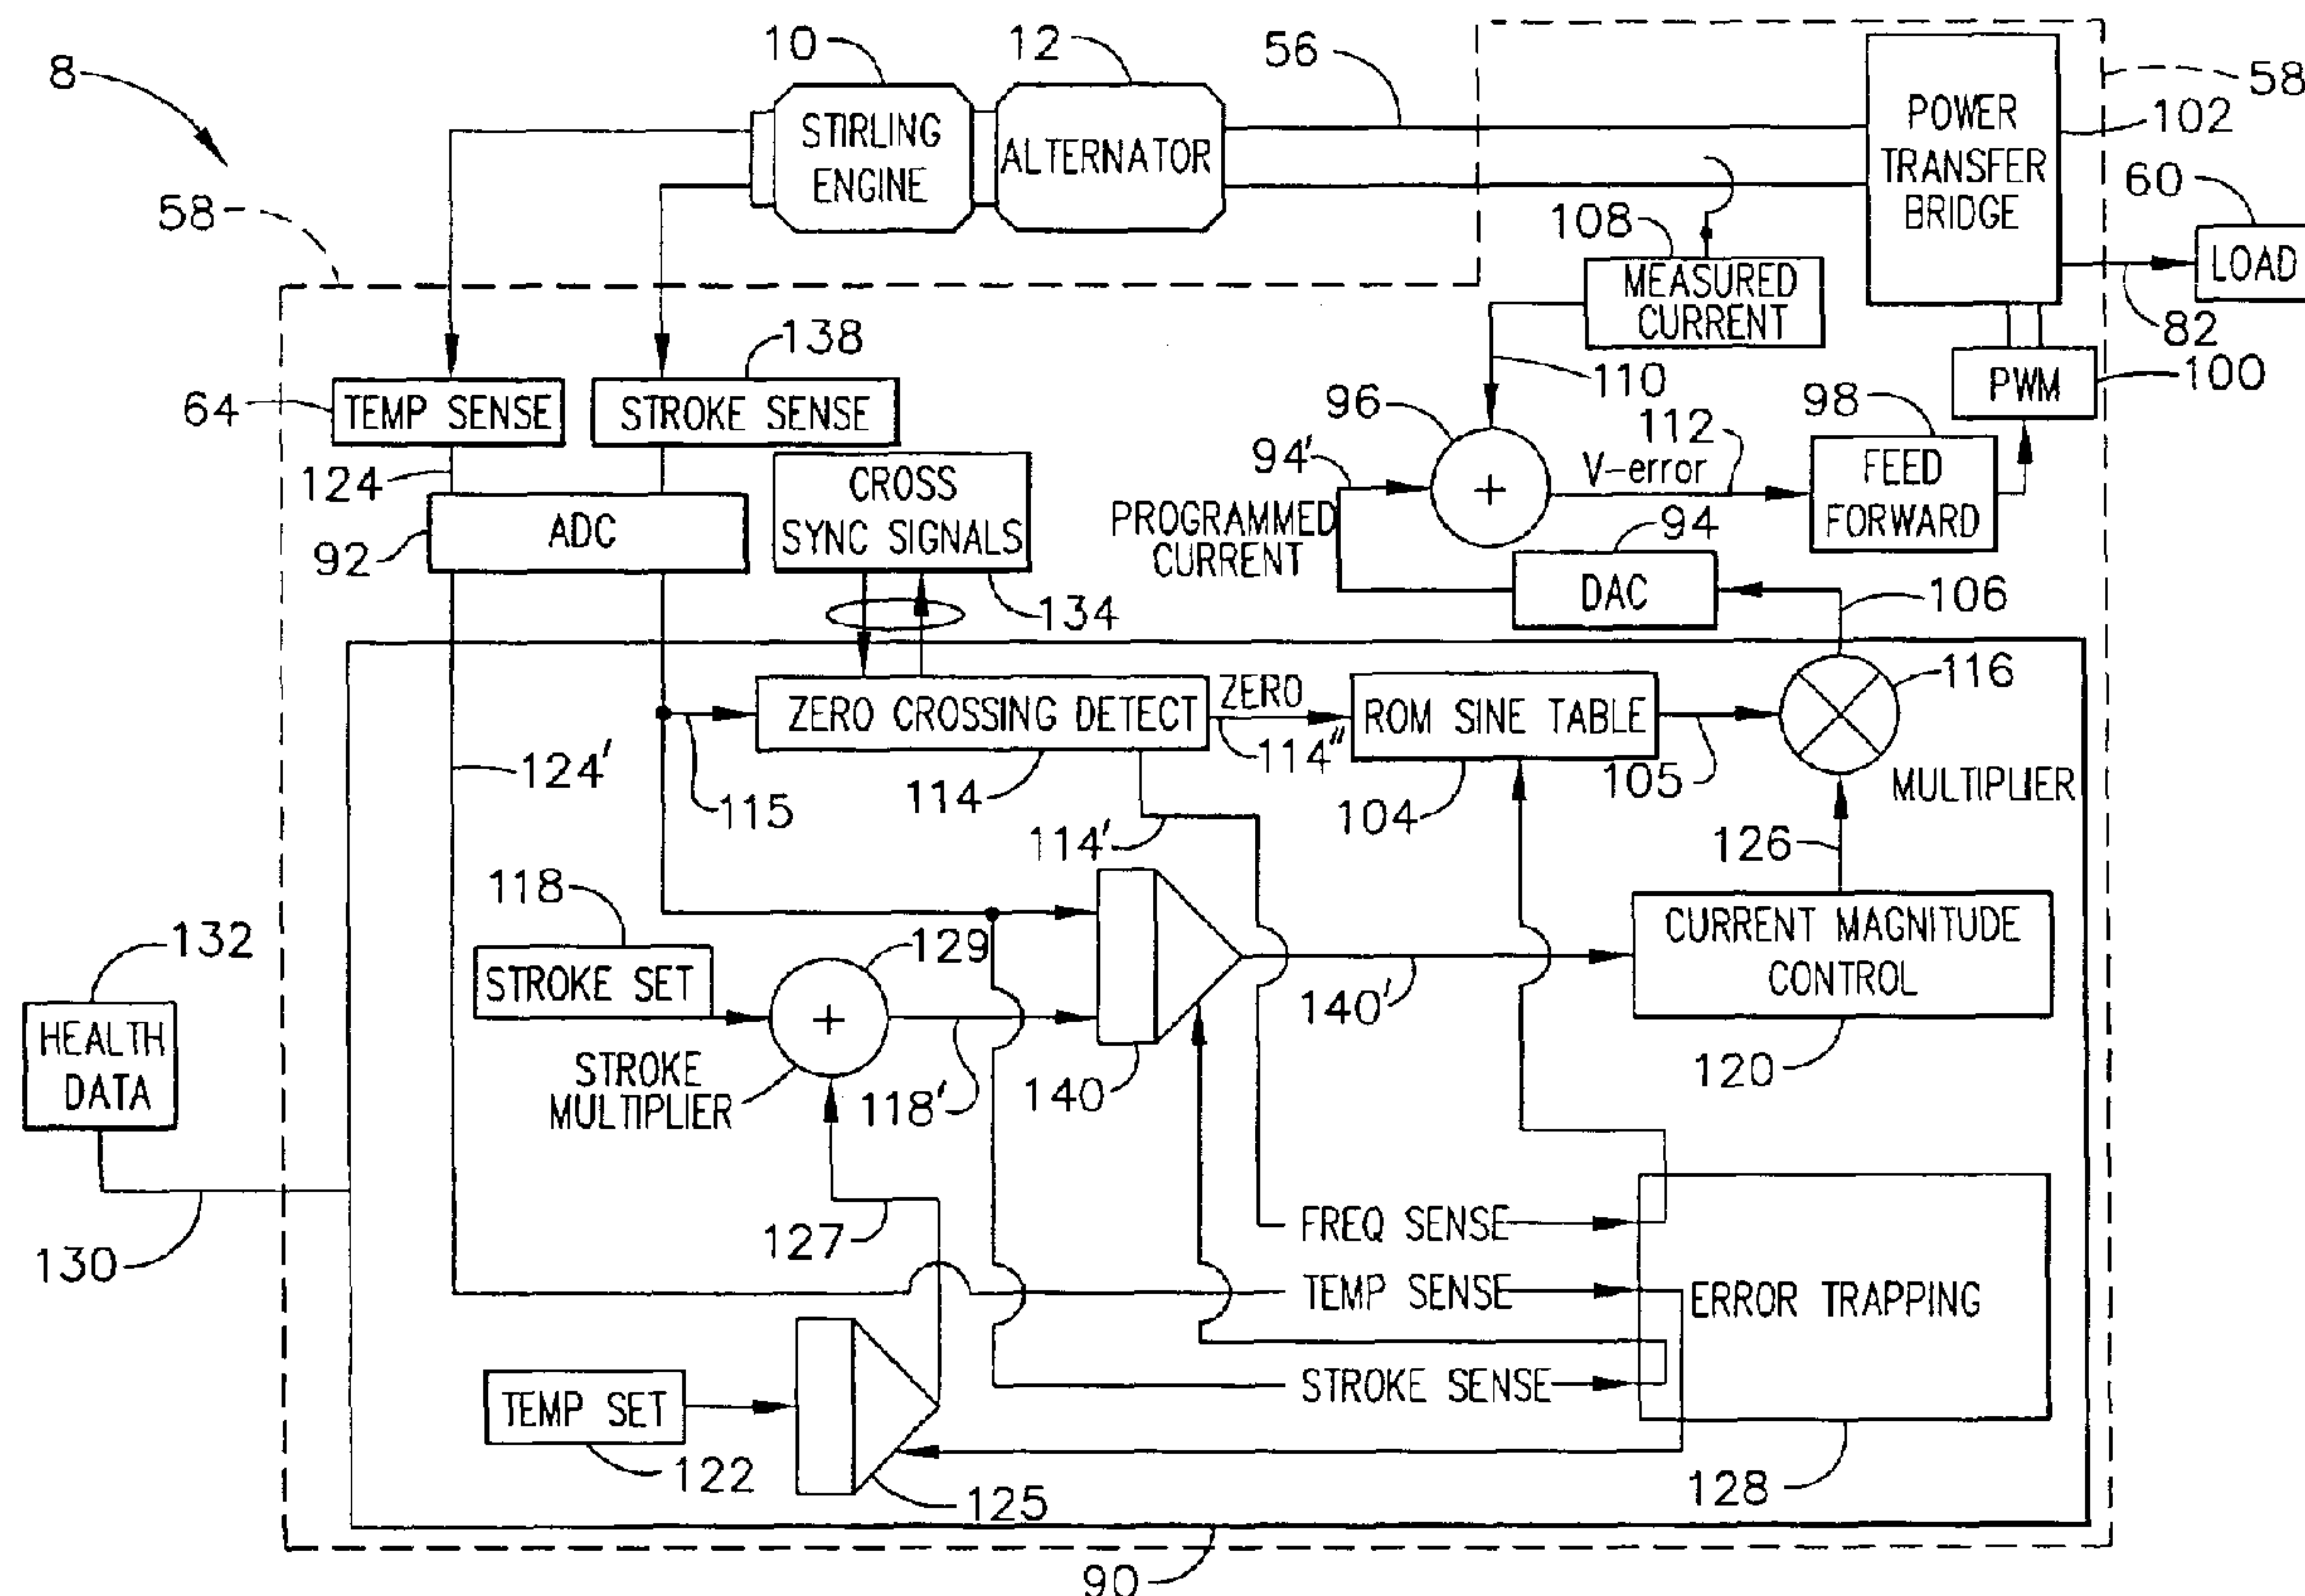 8
10
12
56
58
STIRLING
ENGINE
ALTERNATOR
POWER
TRANSFER
BRIDGE
102
60
LOAD
58
108
MEASURED
CURRENT
82
138
64
TEMP SENSE
STROKE SENSE
110
PWM
100
96
98
124
CROSS
SYNC SIGNALS
94'
112
V-error
FEED
FORWARD
92
ADC
PROGRAMMED
CURRENT
94
DAC
134
106
116
ZERO CROSSING DETECT
ZERO
ROM SINE TABLE
124'
115
114
114"
104
105
MULTIPLIER
114'
126
118
132
STROKE SET
129
CURRENT MAGNITUDE
CONTROL
140'
HEALTH
DATA
STROKE
MULTIPLIER
118'
140
120
127
130
FREQ SENSE
TEMP SENSE
ERROR TRAPPING
STROKE SENSE
TEMP SET
122
125
128
90